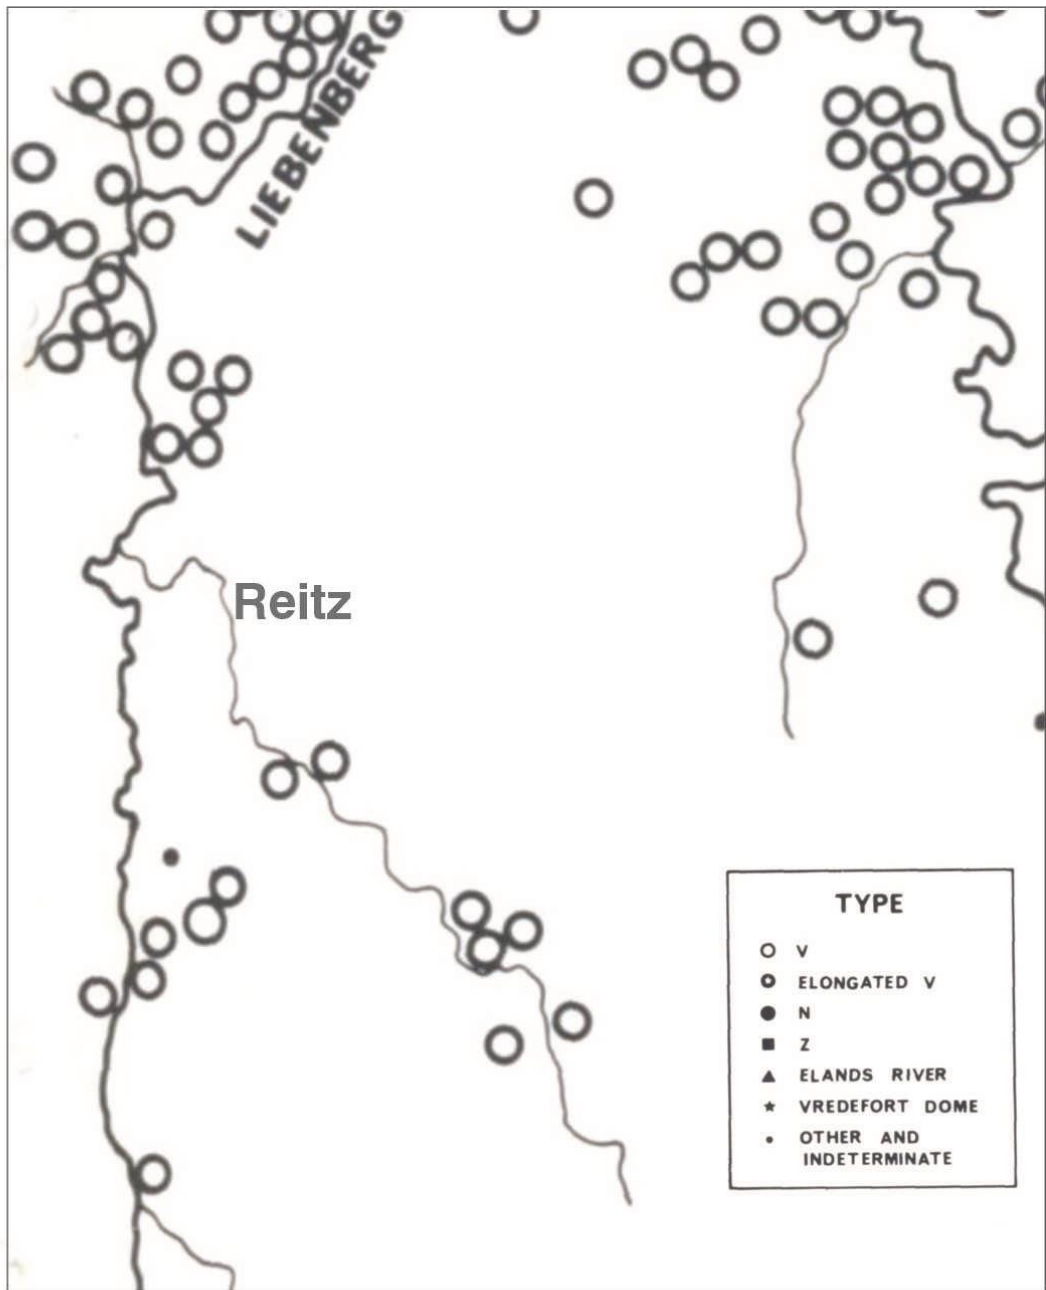 LIEBENBERG
Reitz
TYPE
V
ELONGATED V
N
Z
ELANDS RIVER
VREDEFORT DOME
OTHER AND
INDETERMINATE